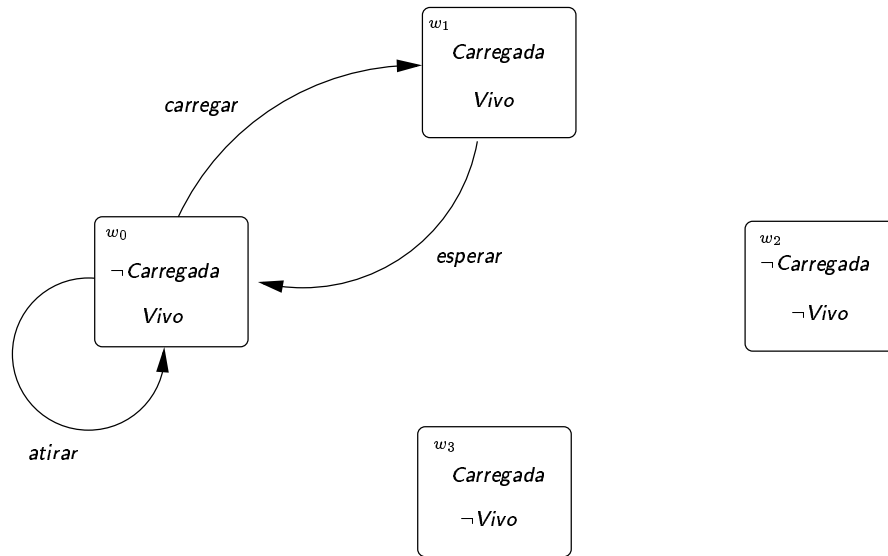 w₁
Carregada
Vivo
carregar
w₀
¬Carregada
Vivo
esperar
w₂
¬Carregada
¬Vivo
atirar
w₃
Carregada
¬Vivo